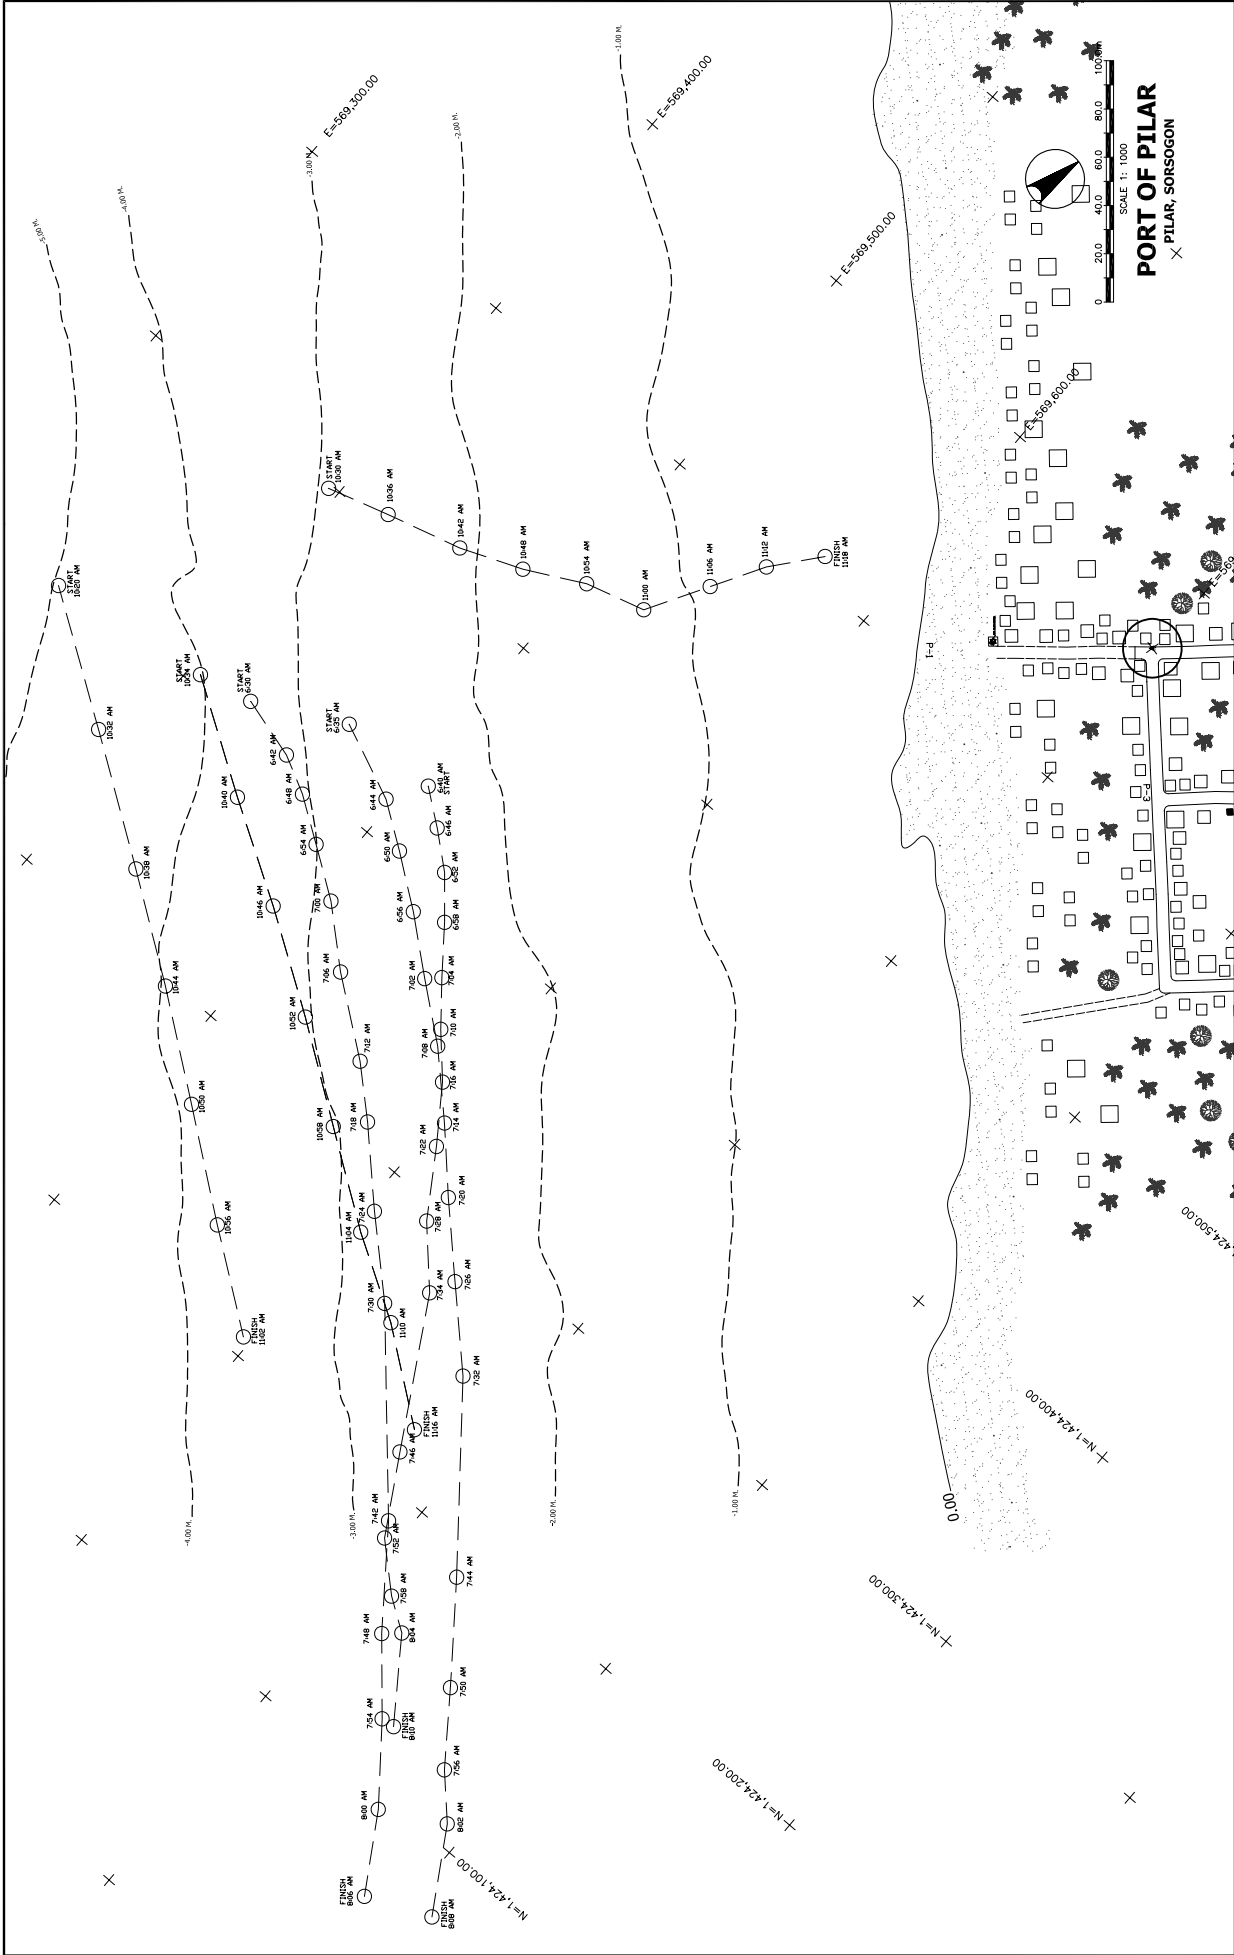 -5.00 M.
-4.00 M.
-3.00 M.
E=569,300.00
-2.00 M.
-1.00 M.
E=569,400.00
E=569,500.00
E=569,600.00
E=569
0
20.0
40.0
60.0
80.0
100.0m
SCALE 1: 1000
PORT OF PILAR
PILAR, SORSOGON
START
10:20 AM
10:32 AM
10:38 AM
10:44 AM
10:50 AM
10:56 AM
FINISH
11:02 AM
START
10:34 AM
10:40 AM
10:46 AM
10:52 AM
10:58 AM
11:04 AM
11:10 AM
FINISH
11:16 AM
START
10:30 AM
10:36 AM
10:42 AM
10:48 AM
10:54 AM
11:00 AM
11:06 AM
11:12 AM
FINISH
11:18 AM
START
6:30 AM
6:42 AM
6:48 AM
6:54 AM
7:00 AM
7:06 AM
7:12 AM
7:18 AM
7:24 AM
7:30 AM
7:42 AM
7:48 AM
7:54 AM
8:00 AM
FINISH
8:06 AM
START
6:35 AM
6:44 AM
6:50 AM
6:56 AM
7:02 AM
7:08 AM
7:14 AM
7:20 AM
7:26 AM
7:32 AM
7:44 AM
7:50 AM
7:56 AM
8:02 AM
FINISH
8:08 AM
6:40 AM
START
6:46 AM
6:52 AM
6:58 AM
7:04 AM
7:10 AM
7:16 AM
7:22 AM
7:28 AM
7:34 AM
7:46 AM
7:52 AM
7:58 AM
8:04 AM
FINISH
8:10 AM
P-1
P-3
-4.00 M.
-3.00 M.
-2.00 M.
-1.00 M.
0.00
,424,500.00
N=1,424,400.00
N=1,424,300.00
N=1,424,200.00
N=1,424,100.00